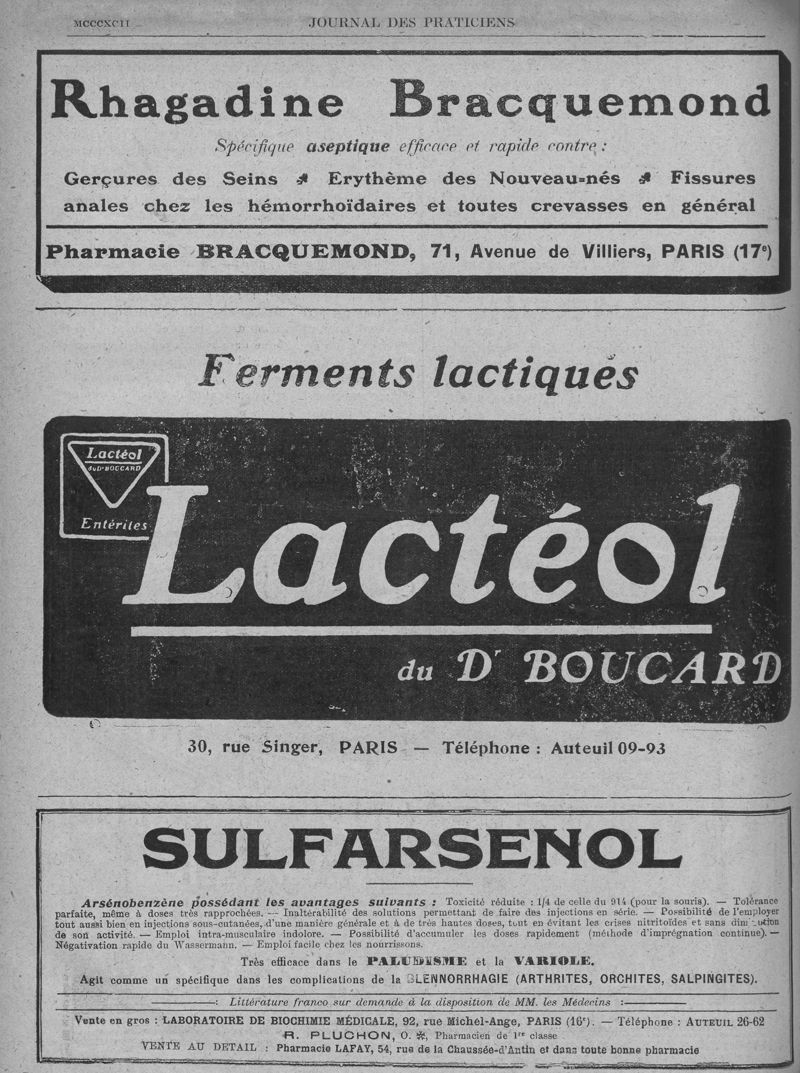 MCCCXCII
JOURNAL DES PRATICIENS
Rhagadine Bracquemond
Spécifique aseptique efficace et rapide contre :
Gerçures des Seins Erythème des Nouveau-nés Fissures
anales chez les hémorrhoïdaires et toutes crevasses en général
Pharmacie BRACQUEMOND, 71, Avenue de Villiers, PARIS (17e)
Ferments lactiques
Lactéol
du Dr BOUCARD
Entérites
Lactéol
du Dr BOUCARD
30, rue Singer, PARIS — Téléphone : Auteuil 09-93
SULFARSENOL
Arsénobenzène possédant les avantages suivants : Toxicité réduite : 1/4 de celle du 914 (pour la souris). — Tolérance
parfaite, même à doses très rapprochées. — Inaltérabilité des solutions permettant de faire des injections en série. — Possibilité de l'employer
tout aussi bien en injections sous-cutanées, d'une manière générale et à de très hautes doses, tout en évitant les crises nitritoïdes et sans diminution
de son activité. — Emploi intra-musculaire indolore. — Possibilité d'accumuler les doses rapidement (méthode d'imprégnation continue). —
Négativation rapide du Wassermann. — Emploi facile chez les nourrissons.
Très efficace dans le PALUDISME et la VARIOLE.
Agit comme un spécifique dans les complications de la BLENNORRHAGIE (ARTHRITES, ORCHITES, SALPINGITES).
Littérature franco sur demande à la disposition de MM. les Médecins :
Vente en gros : LABORATOIRE DE BIOCHIMIE MÉDICALE, 92, rue Michel-Ange, PARIS (16e). — Téléphone : AUTEUIL 26-62
R. PLUCHON, O. ✻, Pharmacien de 1re classe
VENTE AU DETAIL : Pharmacie LAFAY, 54, rue de la Chaussée-d'Antin et dans toute bonne pharmacie